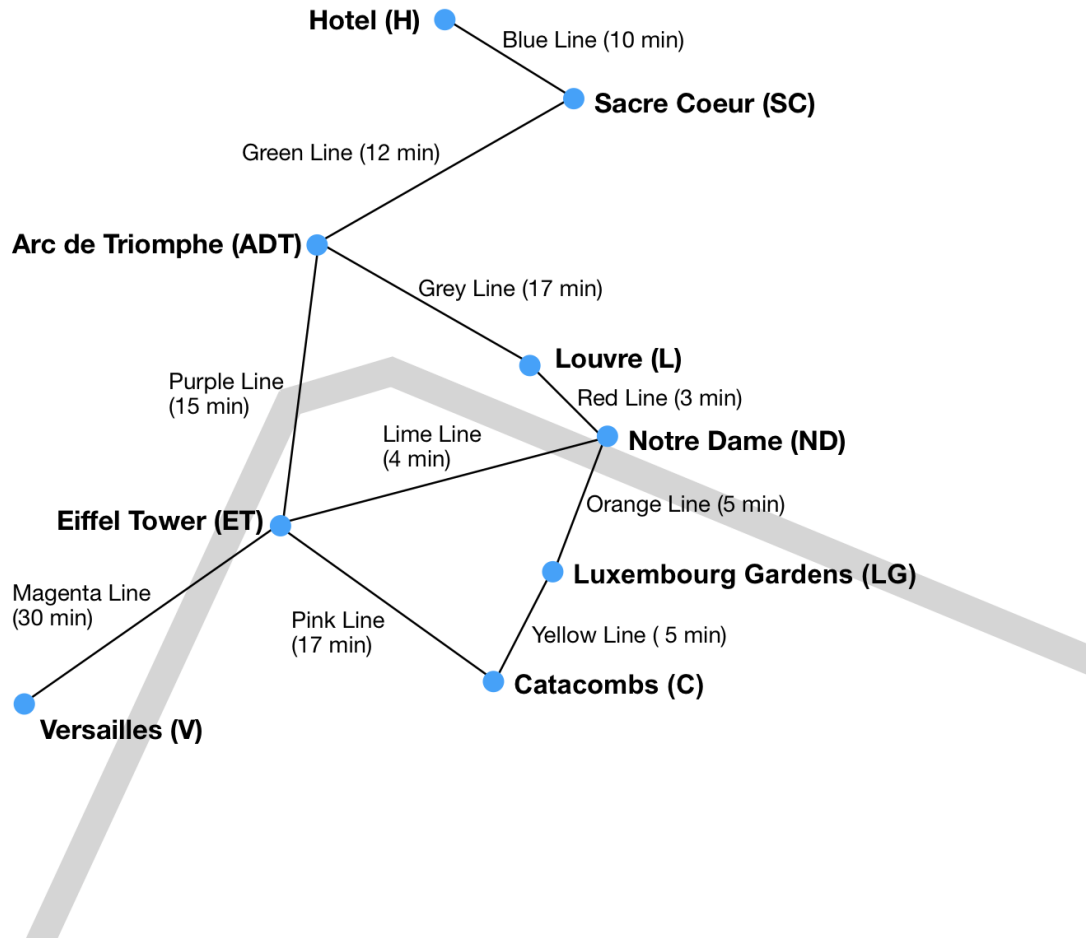 Hotel (H)
Blue Line (10 min)
Sacre Coeur (SC)
Green Line (12 min)
Arc de Triomphe (ADT)
Grey Line (17 min)
Louvre (L)
Purple Line
(15 min)
Red Line (3 min)
Lime Line
(4 min)
Notre Dame (ND)
Orange Line (5 min)
Eiffel Tower (ET)
Luxembourg Gardens (LG)
Magenta Line
(30 min)
Pink Line
(17 min)
Yellow Line ( 5 min)
Catacombs (C)
Versailles (V)